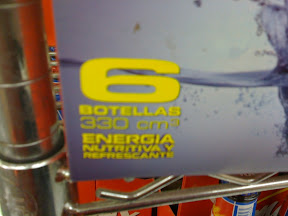 6
BOTELLAS
330 cm³
ENERGIA
NUTRITIVA Y
REFRESCANTE